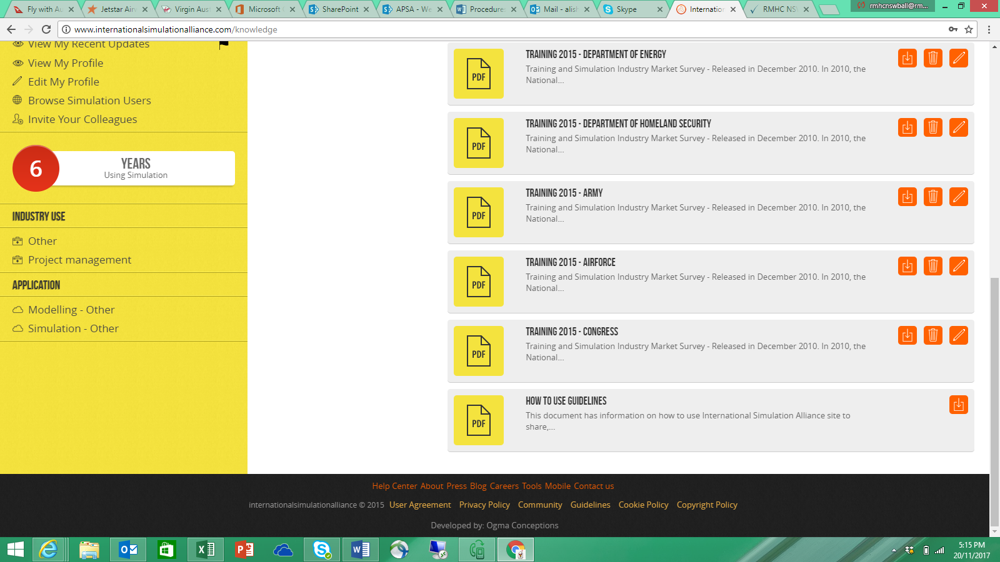 Fly with Au
Jetstar Air
Virgin Aus
Microsoft
SharePoint
APSA - We
Procedure
Mail - alish
Skype
Internatio
RMHC NSW
rmhcnswball@rm...
www.internationalsimulationalliance.com/knowledge
View My Recent Updates
View My Profile
Edit My Profile
Browse Simulation Users
Invite Your Colleagues
6
YEARS
Using Simulation
INDUSTRY USE
Other
Project management
APPLICATION
Modelling - Other
Simulation - Other
PDF
TRAINING 2015 - DEPARTMENT OF ENERGY
Training and Simulation Industry Market Survey - Released in December 2010. In 2010, the
National...
PDF
TRAINING 2015 - DEPARTMENT OF HOMELAND SECURITY
Training and Simulation Industry Market Survey - Released in December 2010. In 2010, the
National...
PDF
TRAINING 2015 - ARMY
Training and Simulation Industry Market Survey - Released in December 2010. In 2010, the
National...
PDF
TRAINING 2015 - AIRFORCE
Training and Simulation Industry Market Survey - Released in December 2010. In 2010, the
National...
PDF
TRAINING 2015 - CONGRESS
Training and Simulation Industry Market Survey - Released in December 2010. In 2010, the
National...
PDF
HOW TO USE GUIDELINES
This document has information on how to use International Simulation Alliance site to
share,...
Help Center About Press Blog Careers Tools Mobile Contact us
internationalsimulationalliance © 2015 User Agreement Privacy Policy Community Guidelines Cookie Policy Copyright Policy
Developed by: Ogma Conceptions
5:15 PM
20/11/2017